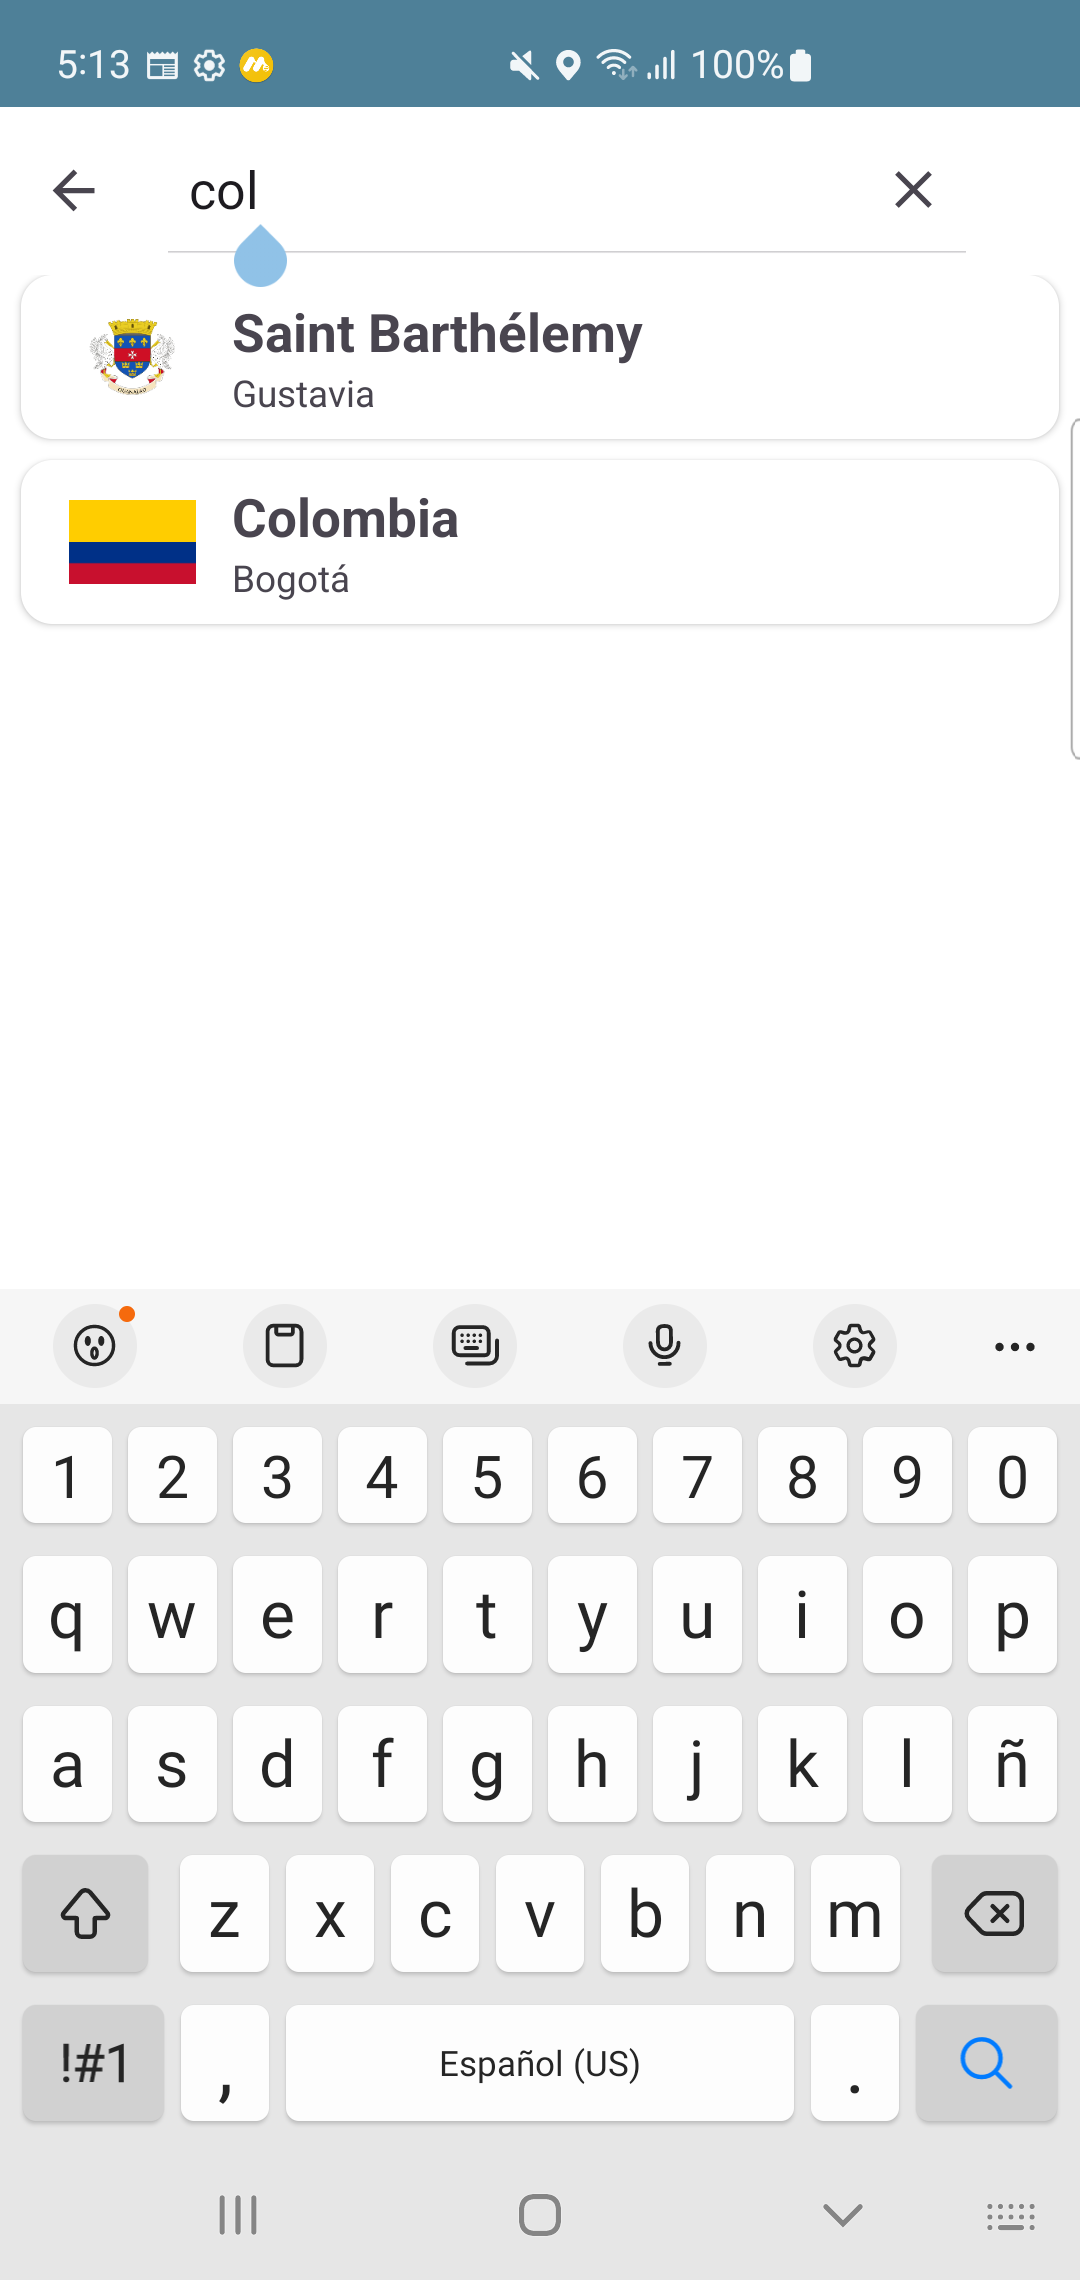 5:13 100%
col
Saint Barthélemy
Gustavia
Colombia
Bogotá
1 2 3 4 5 6 7 8 9 0
q w e r t y u i o p
a s d f g h j k l ñ
z x c v b n m
!#1 , Español (US) .